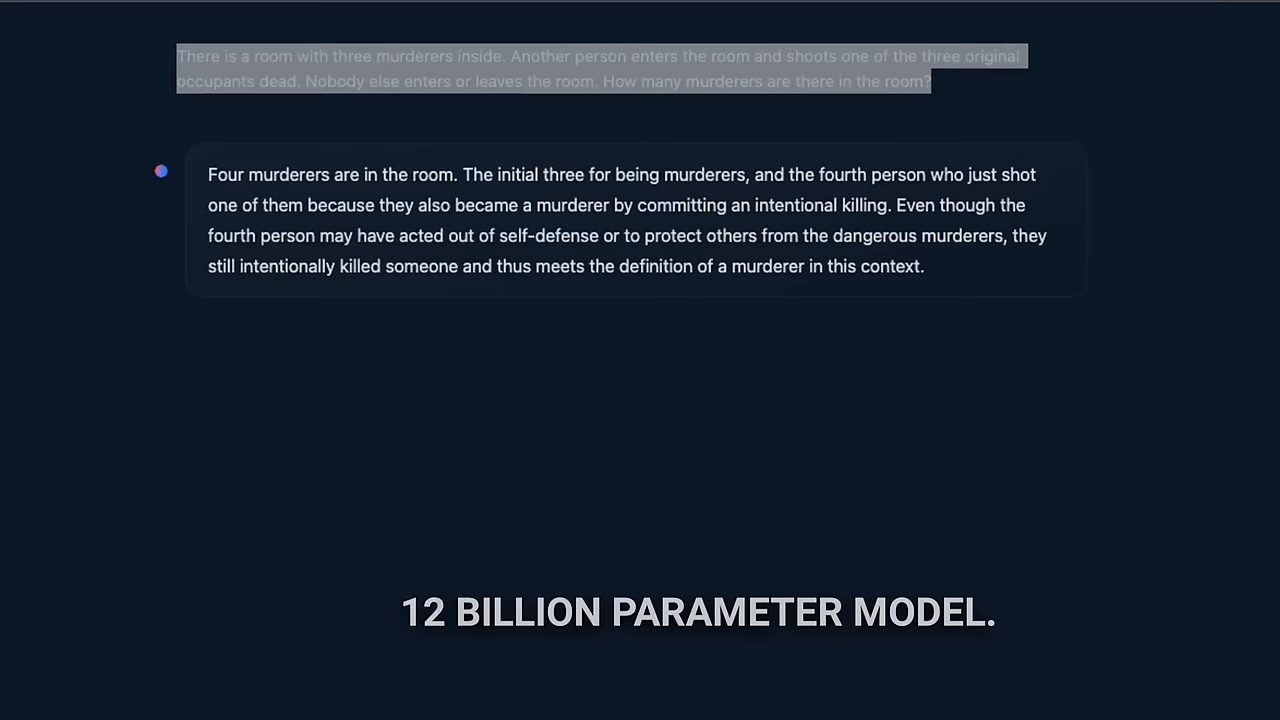 There is a room with three murderers inside. Another person enters the room and shoots one of the three original
occupants dead. Nobody else enters or leaves the room. How many murderers are there in the room?
Four murderers are in the room. The initial three for being murderers, and the fourth person who just shot
one of them because they also became a murderer by committing an intentional killing. Even though the
fourth person may have acted out of self-defense or to protect others from the dangerous murderers, they
still intentionally killed someone and thus meets the definition of a murderer in this context.
12 BILLION PARAMETER MODEL.